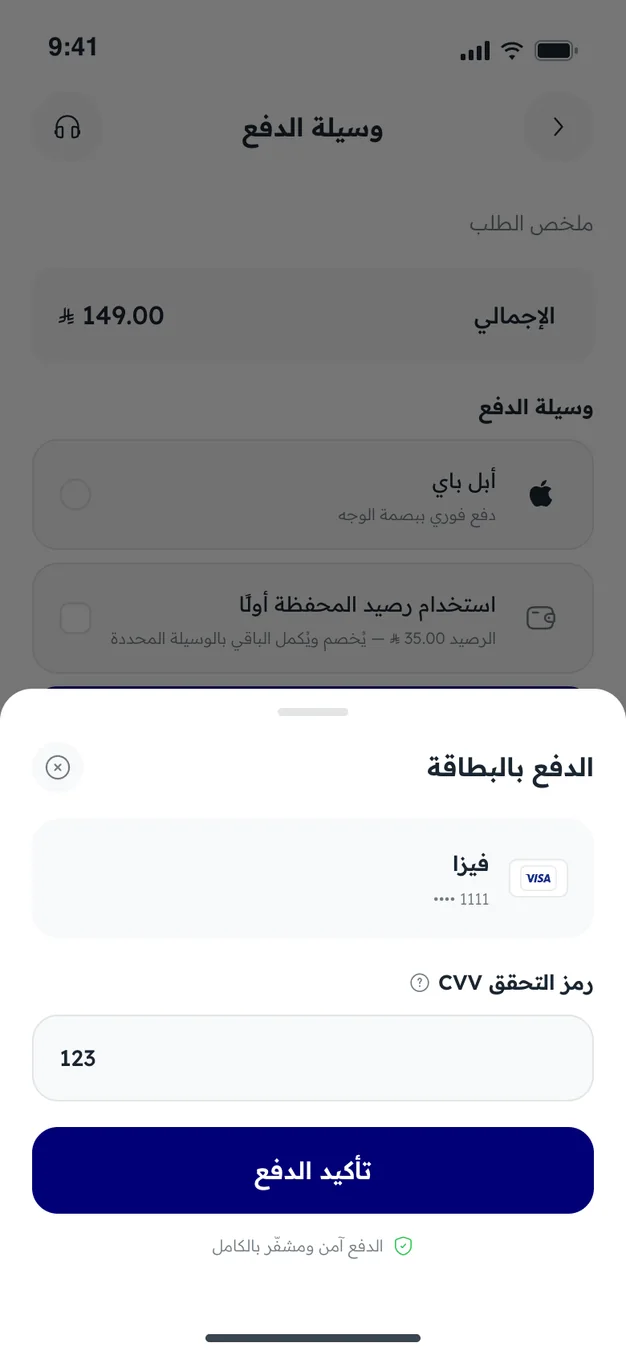 9:41
وسيلة الدفع
ملخص الطلب
الإجمالي 149.00 ⃁
وسيلة الدفع
أبل باي
دفع فوري ببصمة الوجه
استخدام رصيد المحفظة أولًا
الرصيد 35.00 ⃁ — يُخصم ويُكمل الباقي بالوسيلة المحددة
الدفع بالبطاقة
VISA فيزا
•••• 1111
رمز التحقق CVV ?
123
تأكيد الدفع
الدفع آمن ومشفّر بالكامل